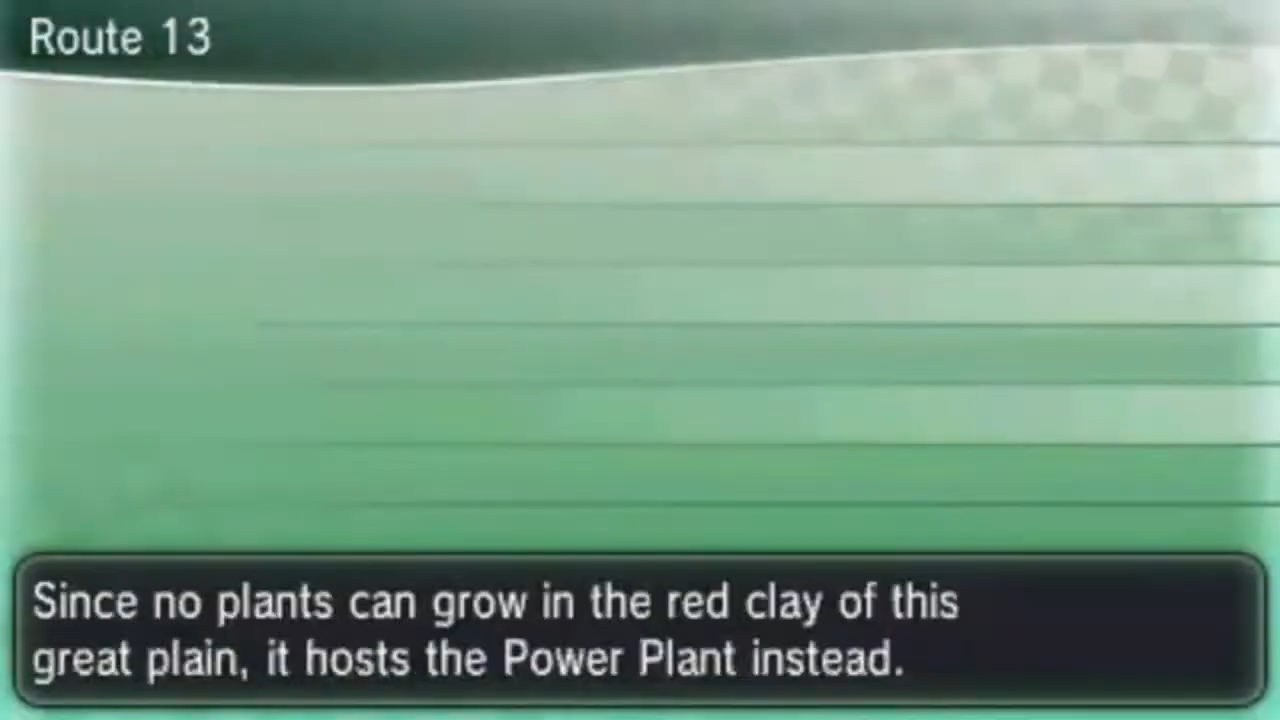 Route 13
Since no plants can grow in the red clay of this
great plain, it hosts the Power Plant instead.